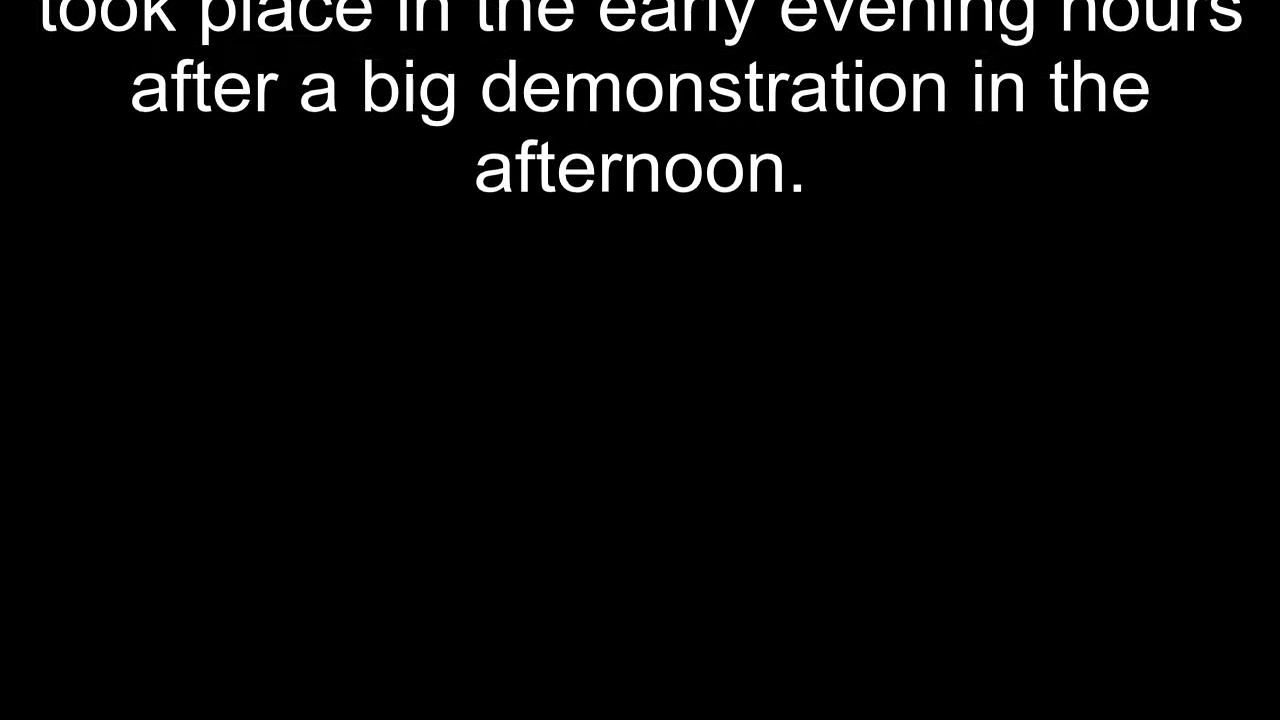 took place in the early evening hours
after a big demonstration in the
afternoon.